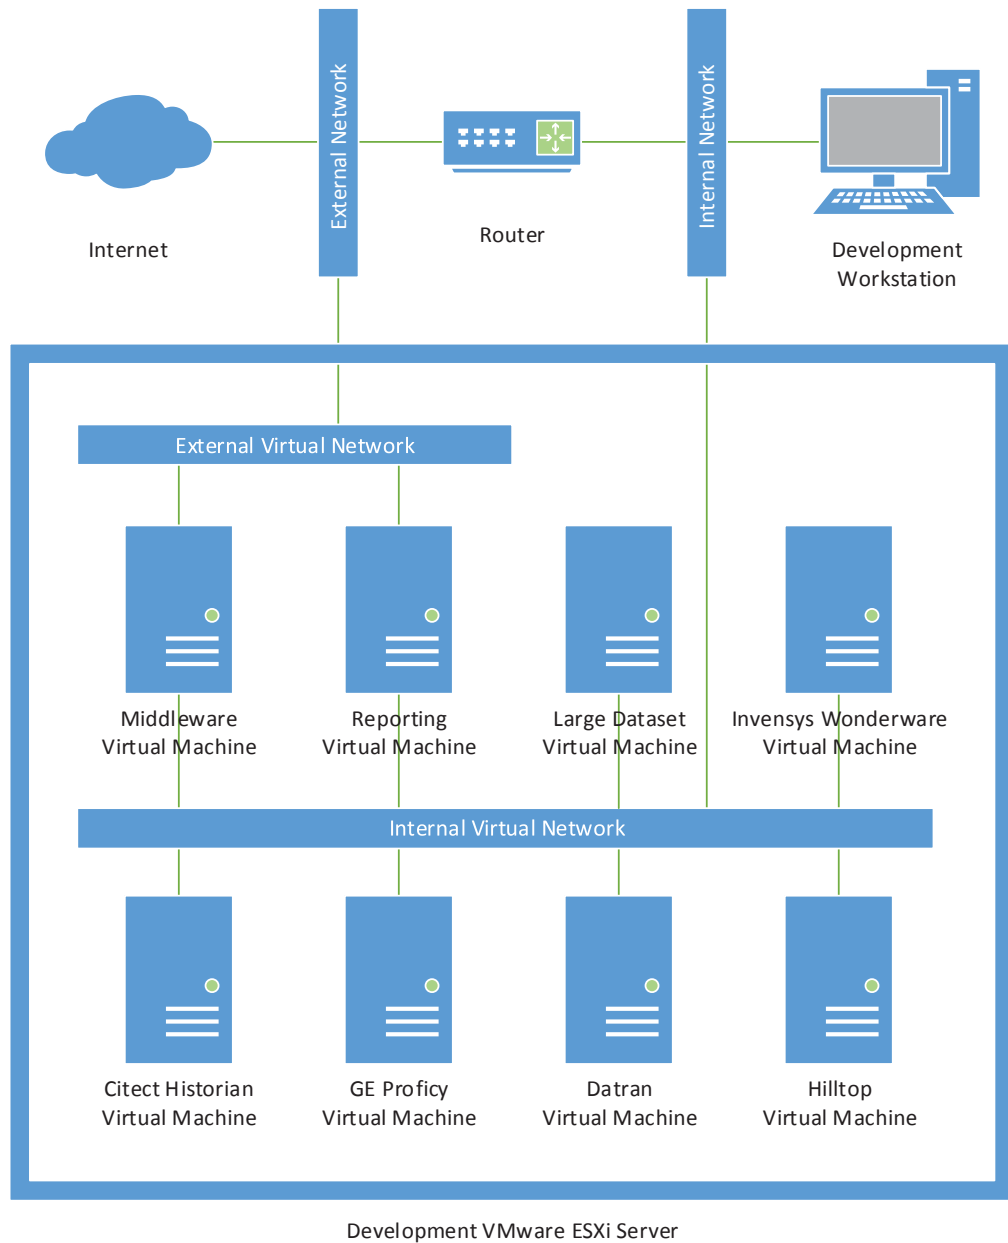 External Network
Internal Network
Internet
Router
Development
Workstation
External Virtual Network
Middleware
Virtual Machine
Reporting
Virtual Machine
Large Dataset
Virtual Machine
Invensys Wonderware
Virtual Machine
Internal Virtual Network
Citect Historian
Virtual Machine
GE Proficy
Virtual Machine
Datran
Virtual Machine
Hilltop
Virtual Machine
Development VMware ESXi Server